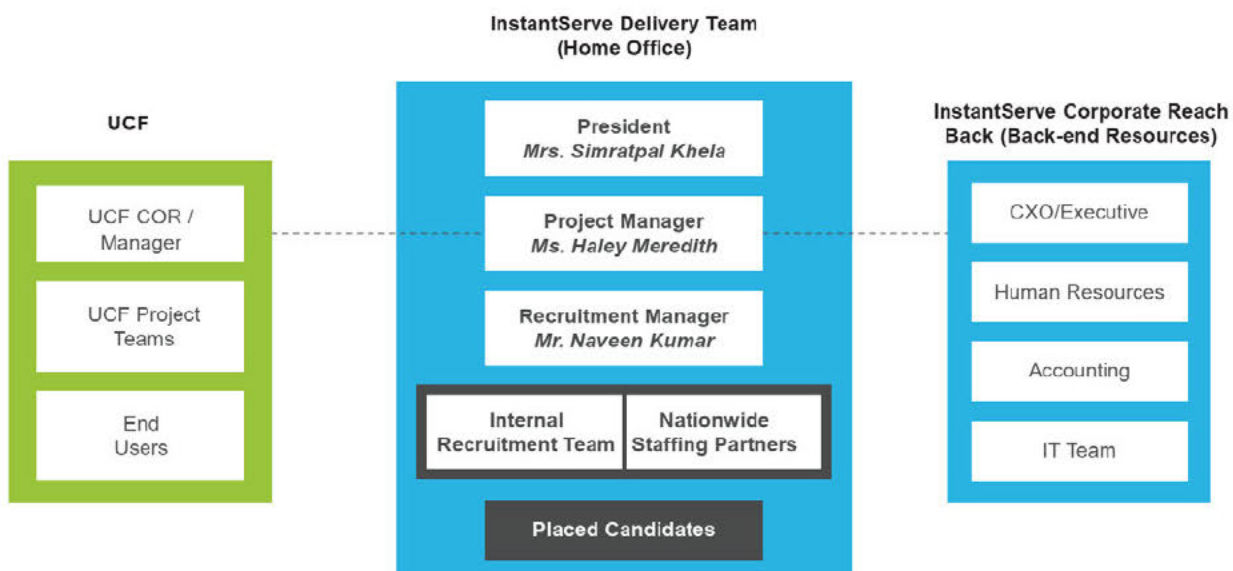 InstantServe Delivery Team
(Home Office)
UCF
InstantServe Corporate Reach
Back (Back-end Resources)
UCF COR /
Manager
UCF Project
Teams
End
Users
President
Mrs. Simratpal Khela
Project Manager
Ms. Haley Meredith
Recruitment Manager
Mr. Naveen Kumar
Internal
Recruitment Team
Nationwide
Staffing Partners
Placed Candidates
CXO/Executive
Human Resources
Accounting
IT Team